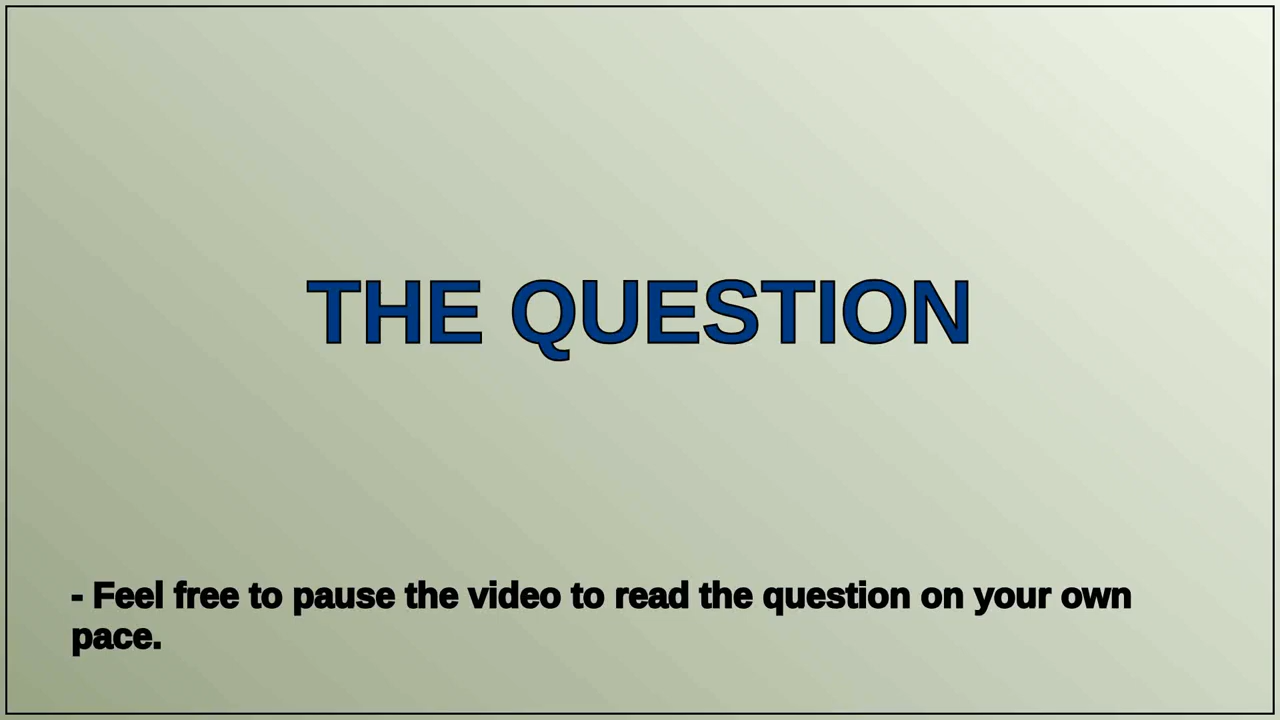 THE QUESTION
- Feel free to pause the video to read the question on your own
pace.